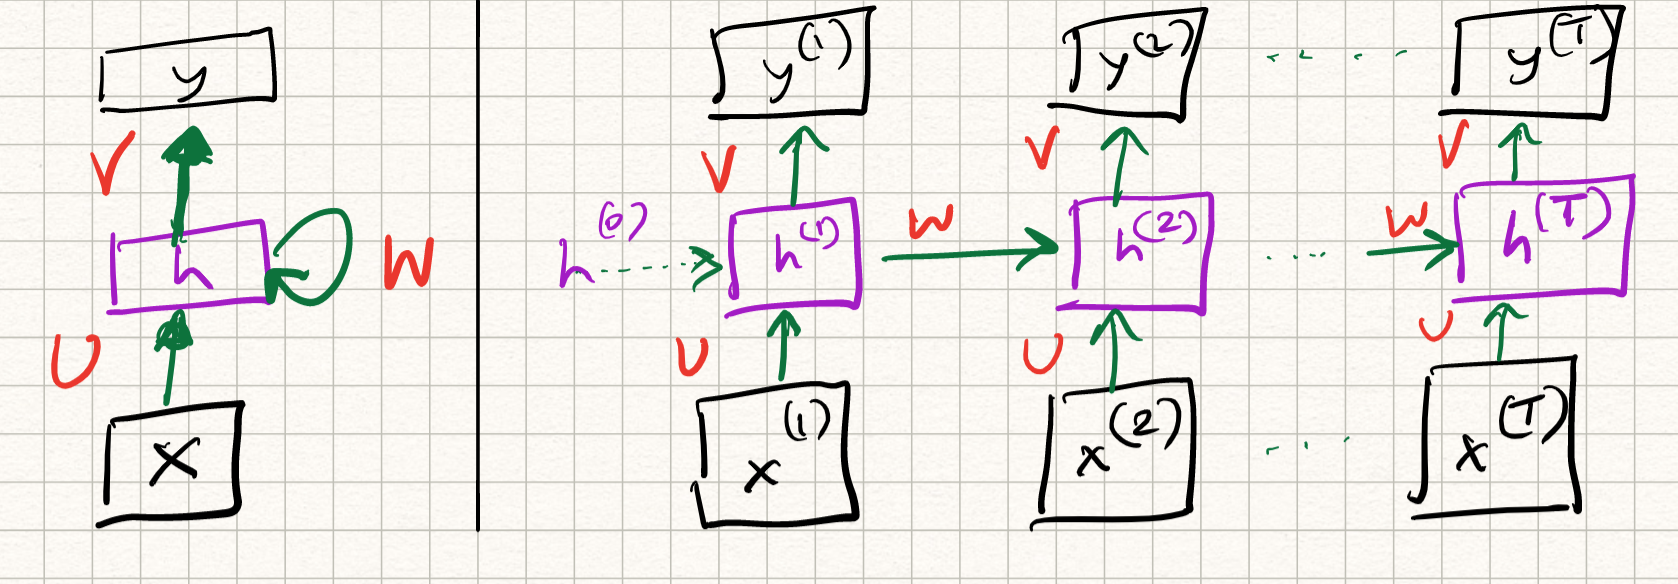 y y^(1) y^(2) y^(T)
V V V V
h^(0)
h W h^(1) W h^(2) W h^(T)
U U U U
x x^(1) x^(2) x^(T)